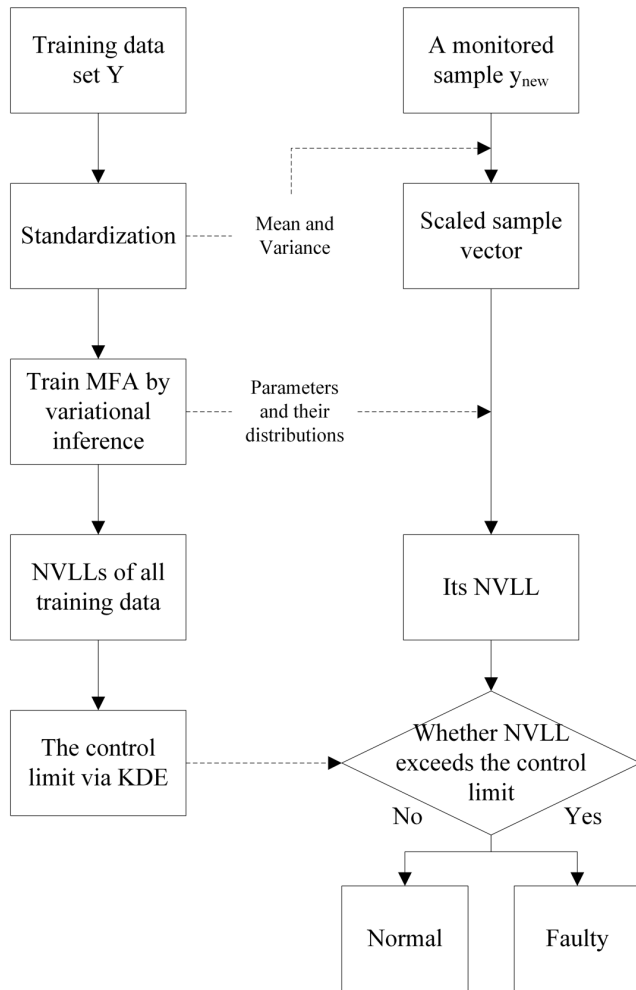 Training data
set Y
A monitored
sample ynew
Standardization
Mean and
Variance
Scaled sample
vector
Train MFA by
variational
inference
Parameters
and their
distributions
NVLLs of all
training data
Its NVLL
The control
limit via KDE
Whether NVLL
exceeds the control
limit
No
Yes
Normal
Faulty